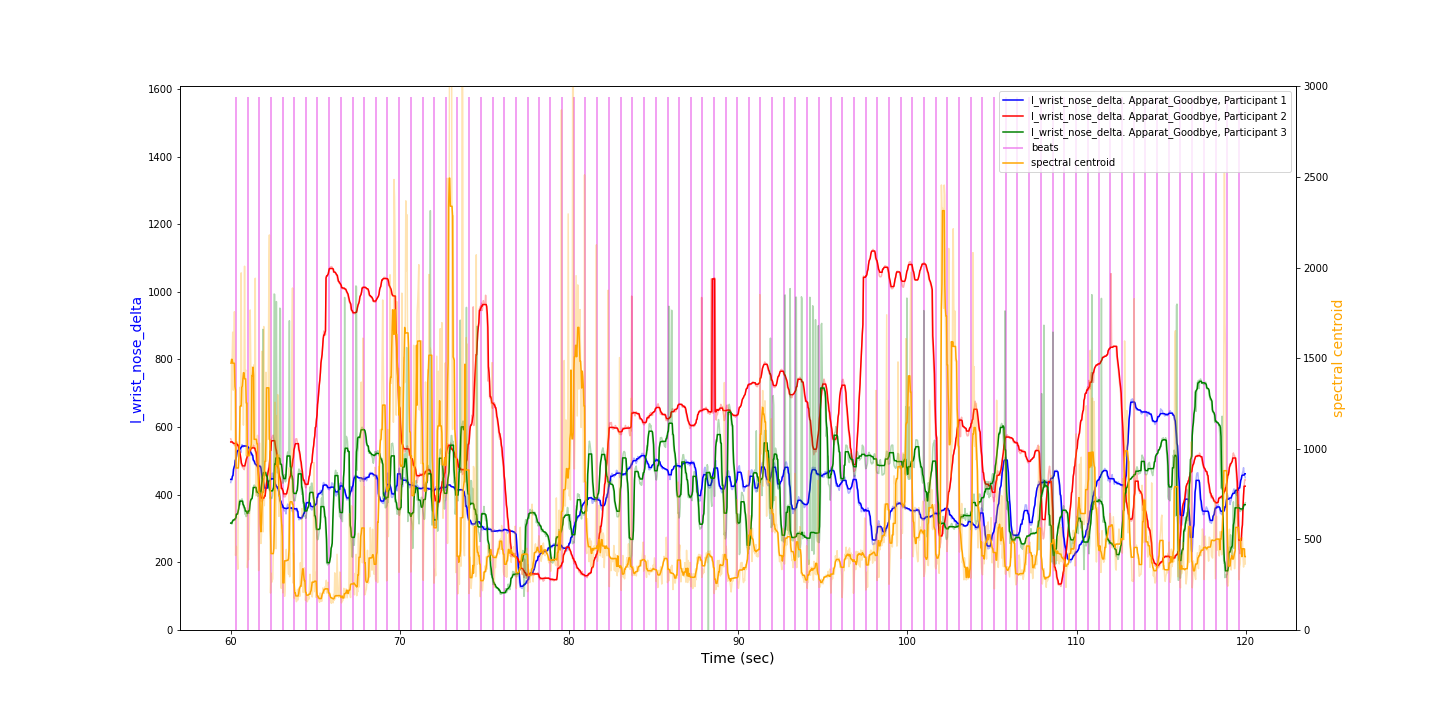 1600
1400
1200
1000
800
600
400
200
0
l_wrist_nose_delta
3000
2500
2000
1500
1000
500
0
spectral centroid
l_wrist_nose_delta. Apparat_Goodbye, Participant 1
l_wrist_nose_delta. Apparat_Goodbye, Participant 2
l_wrist_nose_delta. Apparat_Goodbye, Participant 3
beats
spectral centroid
60 70 80 90 100 110 120
Time (sec)